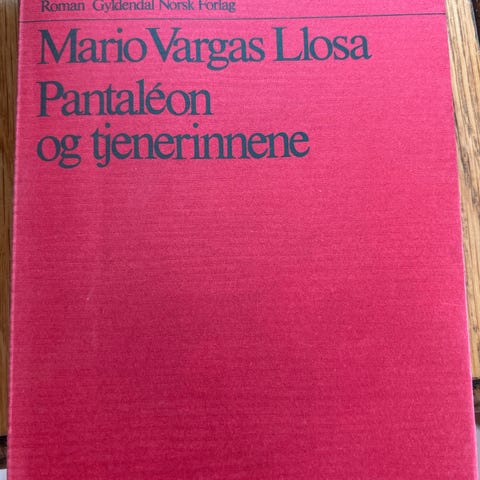 Roman Gyldendal Norsk Forlag
Mario Vargas Llosa
Pantaléon
og tjenerinnene